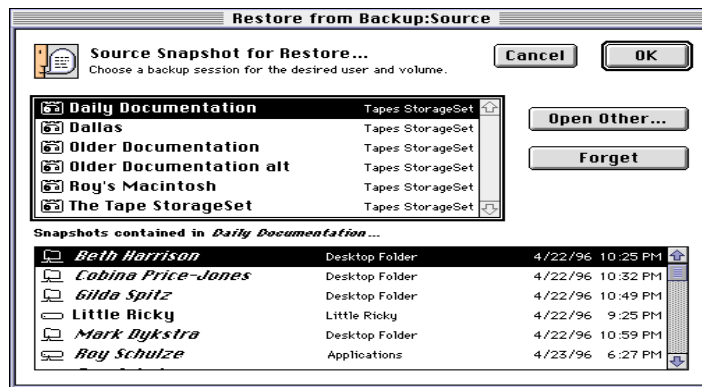 Restore from Backup:Source
Source Snapshot for Restore...
Choose a backup session for the desired user and volume.
Cancel
OK
Daily Documentation Tapes StorageSet
Dallas Tapes StorageSet
Older Documentation Tapes StorageSet
Older Documentation alt Tapes StorageSet
Roy's Macintosh Tapes StorageSet
The Tape StorageSet Tapes StorageSet
Open Other...
Forget
Snapshots contained in Daily Documentation...
Beth Harrison Desktop Folder 4/22/96 10:25 PM
Cobina Price-Jones Desktop Folder 4/22/96 10:32 PM
Gilda Spitz Desktop Folder 4/22/96 10:49 PM
Little Ricky Little Ricky 4/22/96 9:25 PM
Mark Dykstra Desktop Folder 4/22/96 10:59 PM
Roy Schulze Applications 4/23/96 6:27 PM